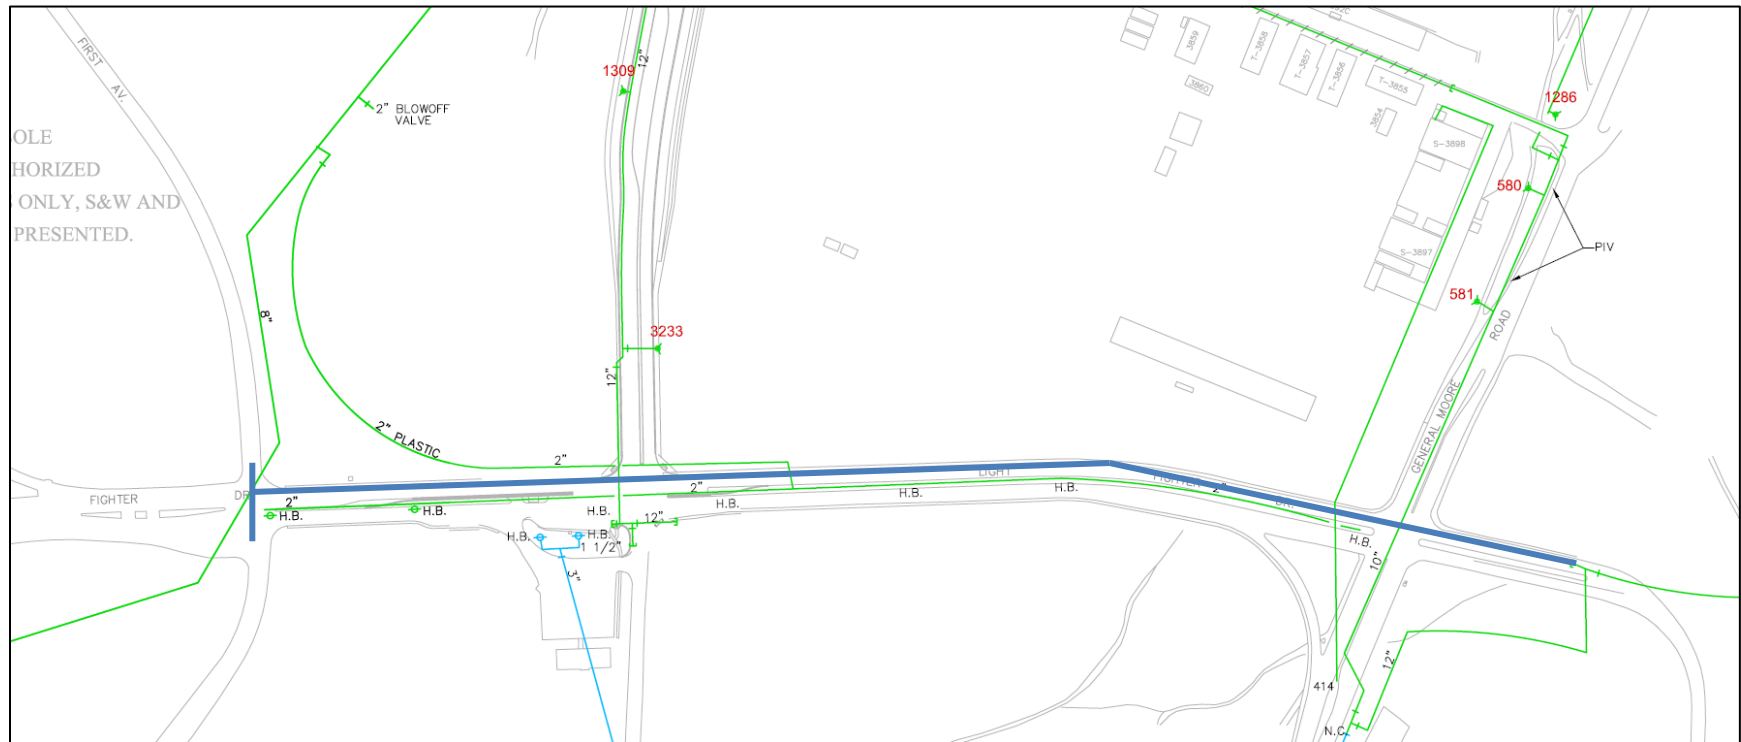 FIRST
AV.
2" BLOWOFF
VALVE
OLE
HORIZED
ONLY, S&W AND
PRESENTED.
8"
2" PLASTIC
2"
FIGHTER
DR.
2"
H.B.
H.B.
1309
12"
3233
12"
H.B.
H.B.
H.B.
1 1/2"
3"
12"
2"
H.B.
H.B.
H.B.
LIGHT
FIGHTER
2"
DR.
H.B.
3859
3860
T-3858
T-3857
T-3856
T-3855
3854
S-3898
S-3897
1286
580
581
PIV
GENERAL MOORE
ROAD
10"
12"
414
N.C.